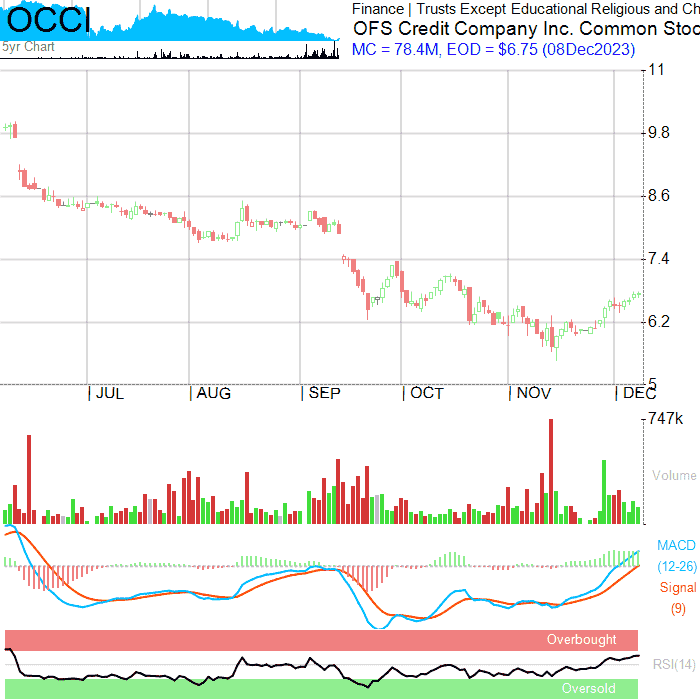 OCCI
5yr Chart
Finance | Trusts Except Educational Religious and Ch
OFS Credit Company Inc. Common Stoc
MC = 78.4M, EOD = $6.75 (08Dec2023)
11
9.8
8.6
7.4
6.2
5
| JUL | AUG | SEP | OCT | NOV | DEC
747k
Volume
MACD
(12-26)
Signal
(9)
Overbought
RSI(14)
Oversold